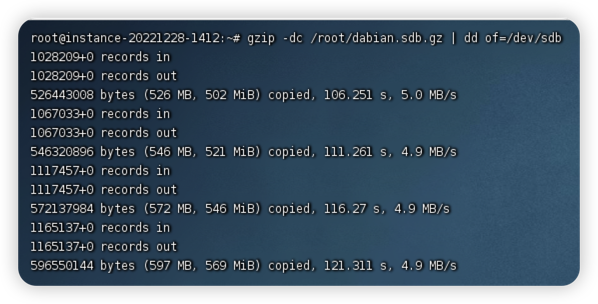 root@instance-20221228-1412:~# gzip -dc /root/dabian.sdb.gz | dd of=/dev/sdb
1028209+0 records in
1028209+0 records out
526443008 bytes (526 MB, 502 MiB) copied, 106.251 s, 5.0 MB/s
1067033+0 records in
1067033+0 records out
546320896 bytes (546 MB, 521 MiB) copied, 111.261 s, 4.9 MB/s
1117457+0 records in
1117457+0 records out
572137984 bytes (572 MB, 546 MiB) copied, 116.27 s, 4.9 MB/s
1165137+0 records in
1165137+0 records out
596550144 bytes (597 MB, 569 MiB) copied, 121.311 s, 4.9 MB/s